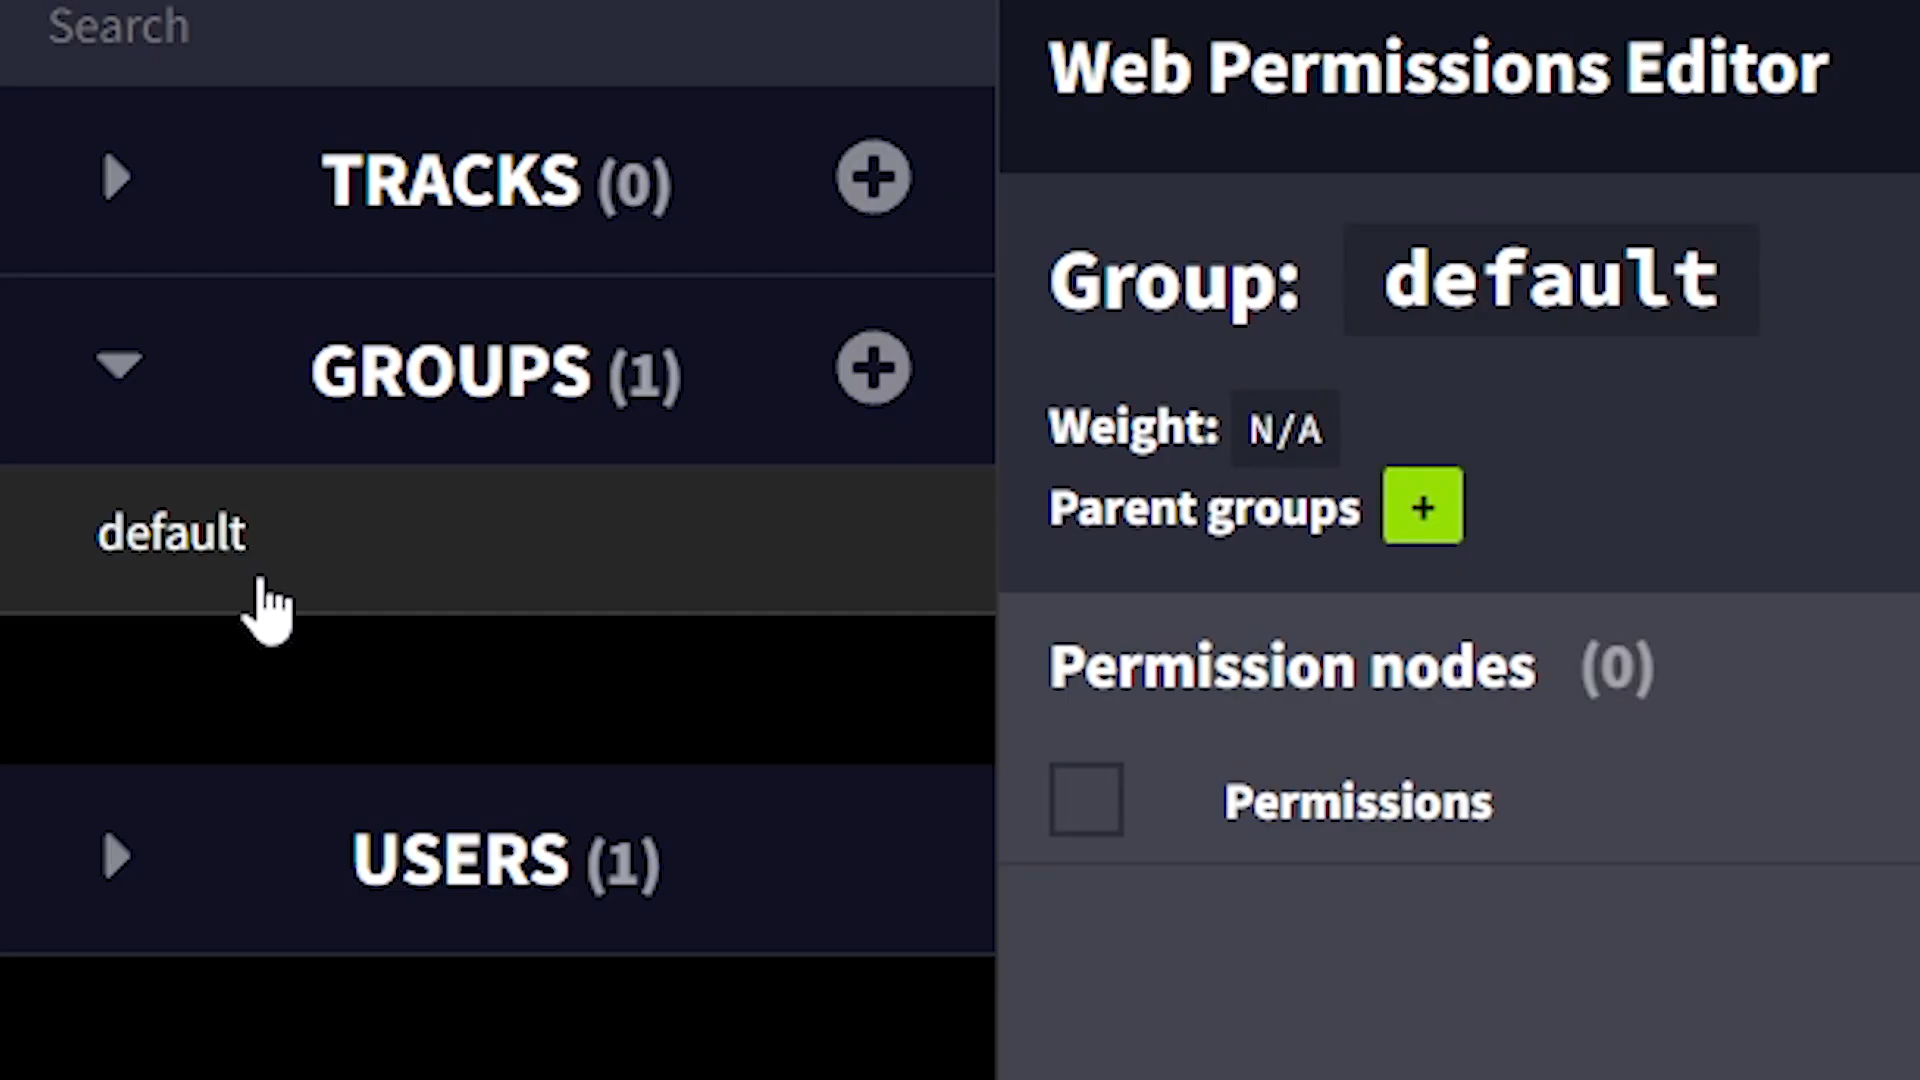 Search
TRACKS (0)
GROUPS (1)
default
USERS (1)
Web Permissions Editor
Group: default
Weight: N/A
Parent groups +
Permission nodes (0)
Permissions